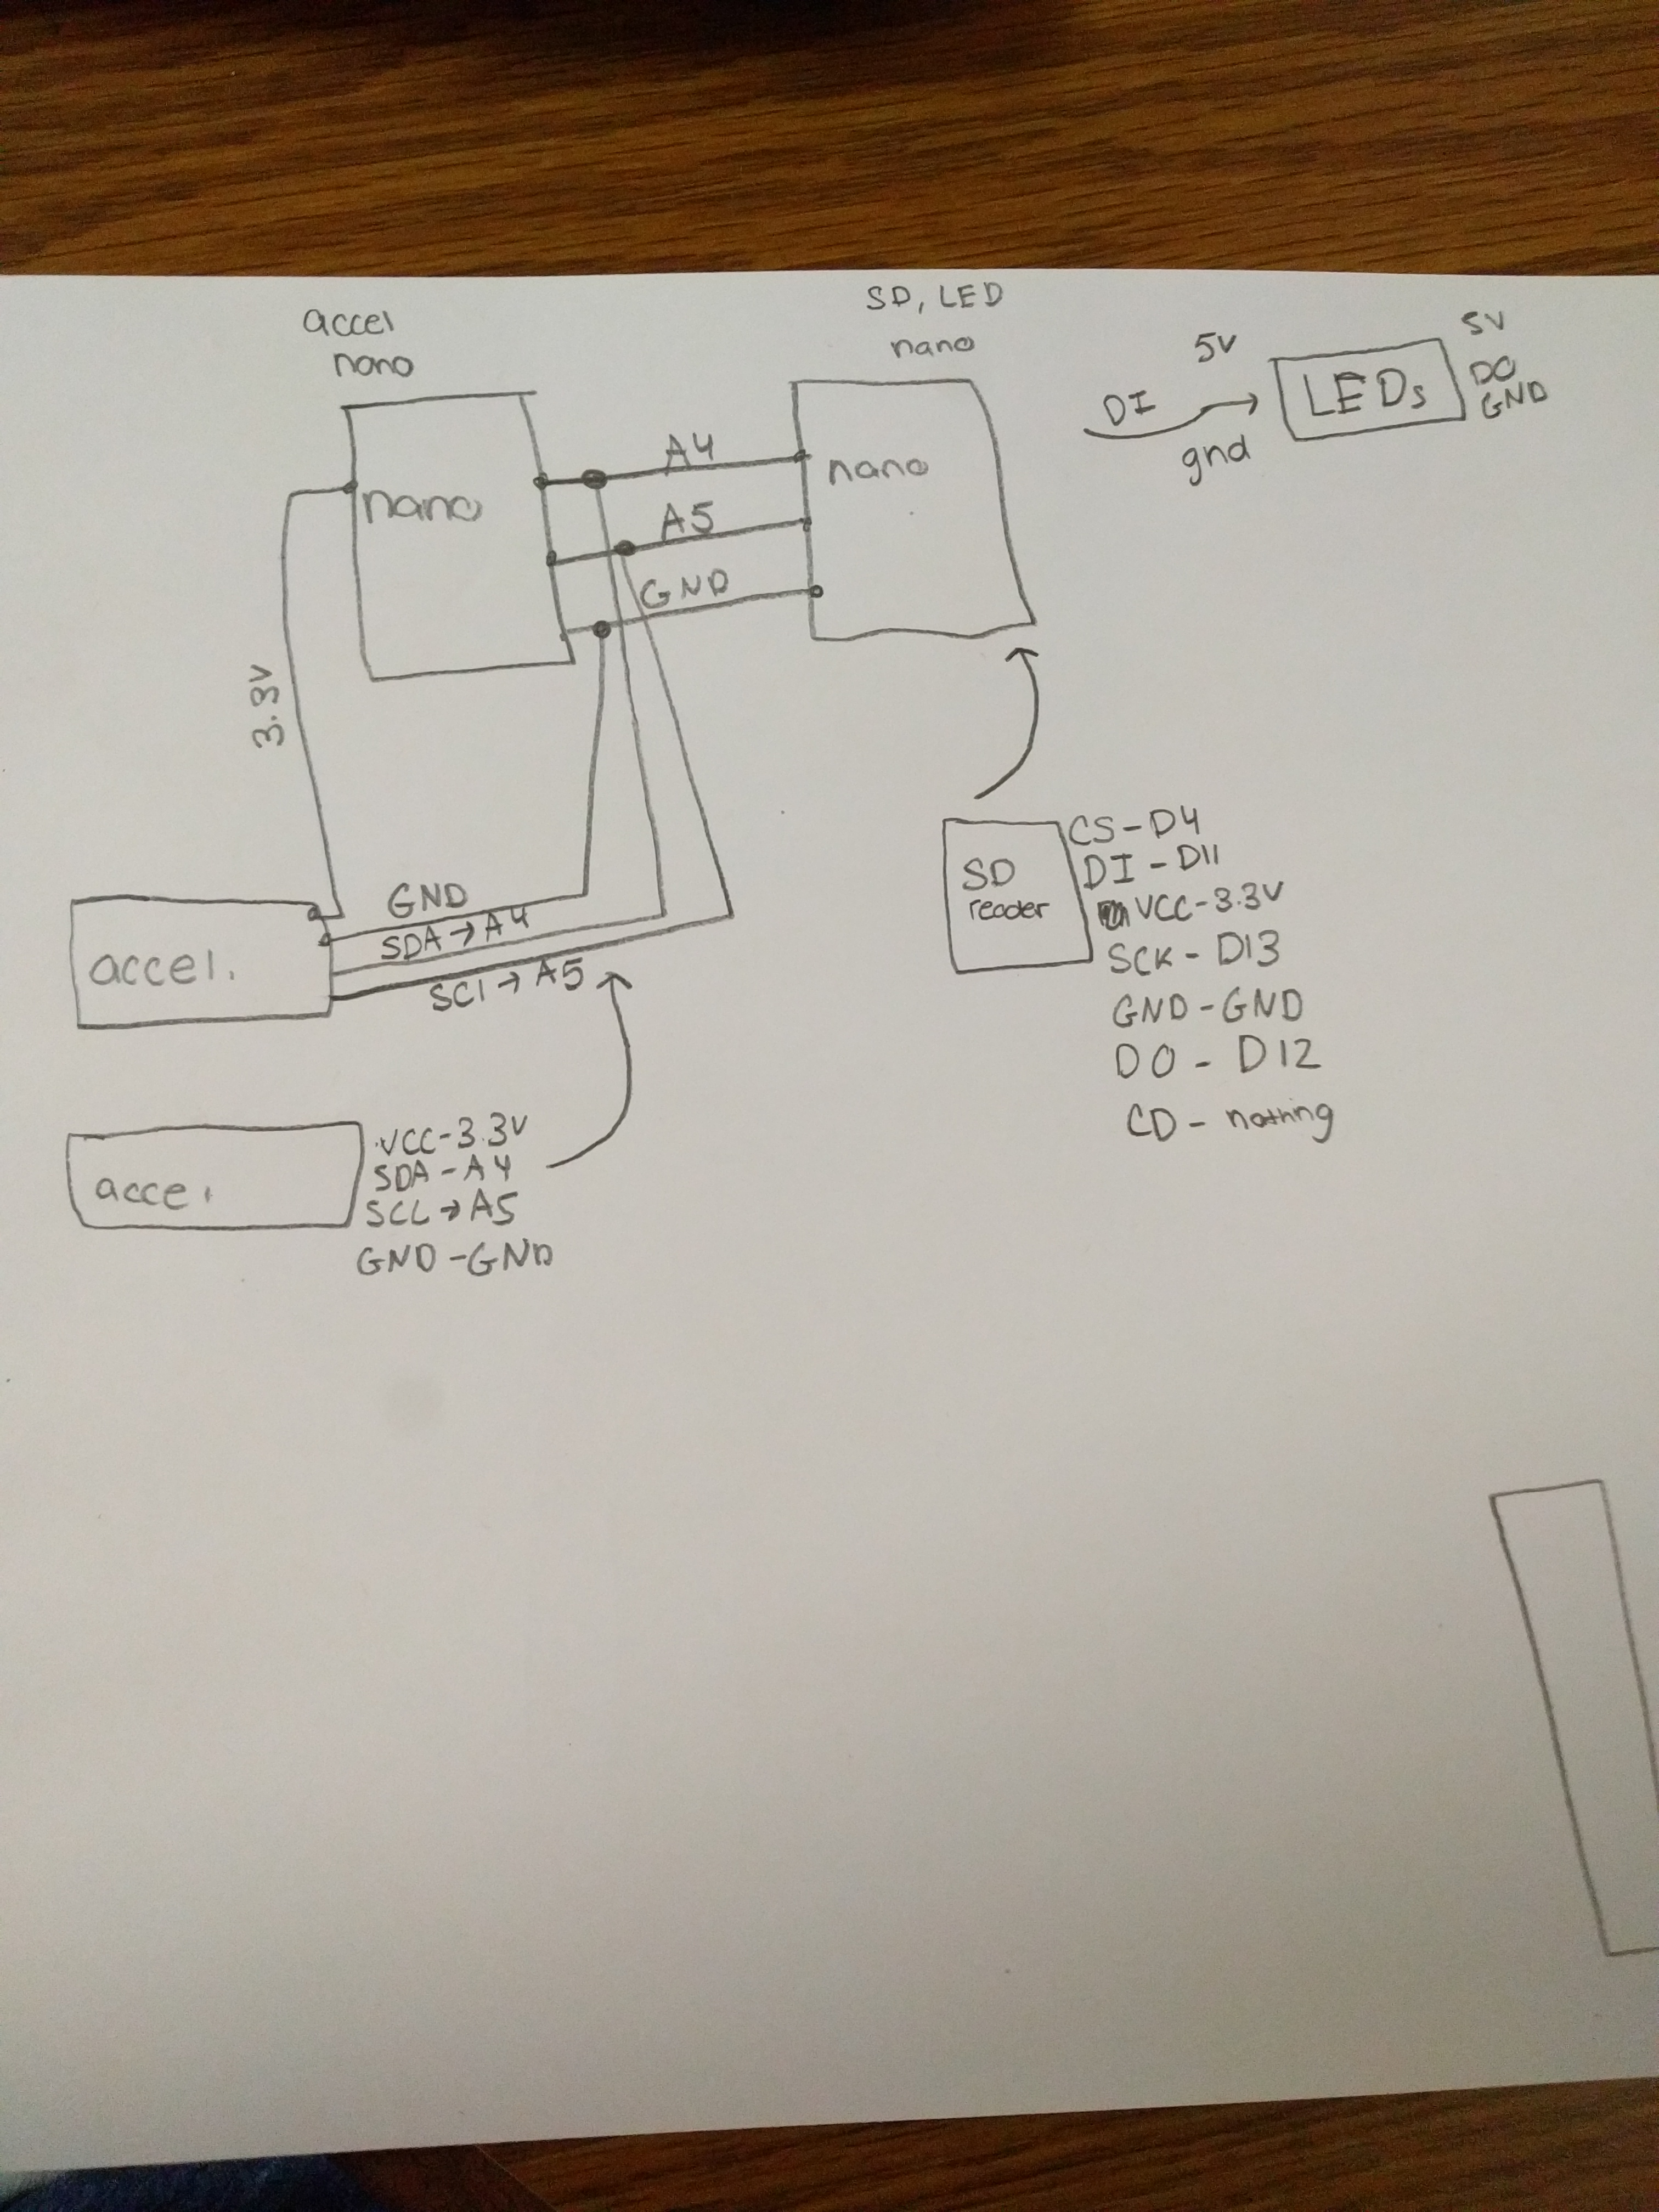 accel
nano
SD, LED
nano
5V
DI
gnd
LEDs
5V
DO
GND
nano
A4
A5
GND
nano
3.3V
accel.
GND
SDA → A4
SCl → A5
SD
reader
CS - D4
DI - D11
VCC - 3.3V
SCK - D13
GND - GND
DO - D12
CD - nothing
accel
VCC - 3.3V
SDA - A4
SCL → A5
GND - GND